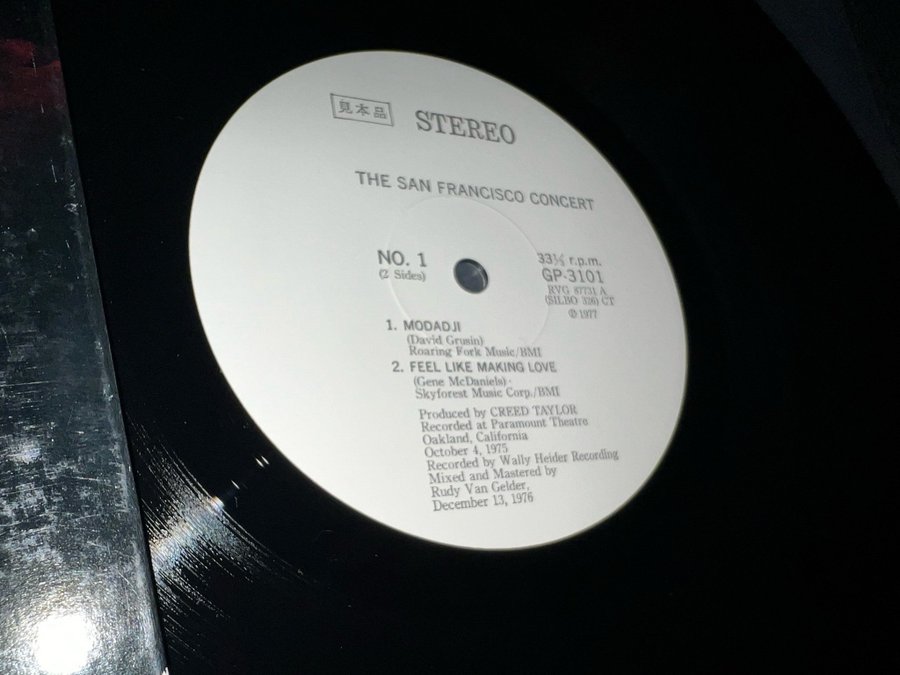 見本品
STEREO
THE SAN FRANCISCO CONCERT
NO. 1
(2 Sides)
33⅓ r.p.m.
GP-3101
RVG 87731 A
(SILBO 326) CT
℗ 1977
1. MODADJI
(David Grusin)
Roaring Fork Music/BMI
2. FEEL LIKE MAKING LOVE
(Gene McDaniels)
Skyforest Music Corp./BMI
Produced by CREED TAYLOR
Recorded at Paramount Theatre
Oakland, California
October 4, 1975
Recorded by Wally Heider Recording
Mixed and Mastered by
Rudy Van Gelder,
December 13, 1976